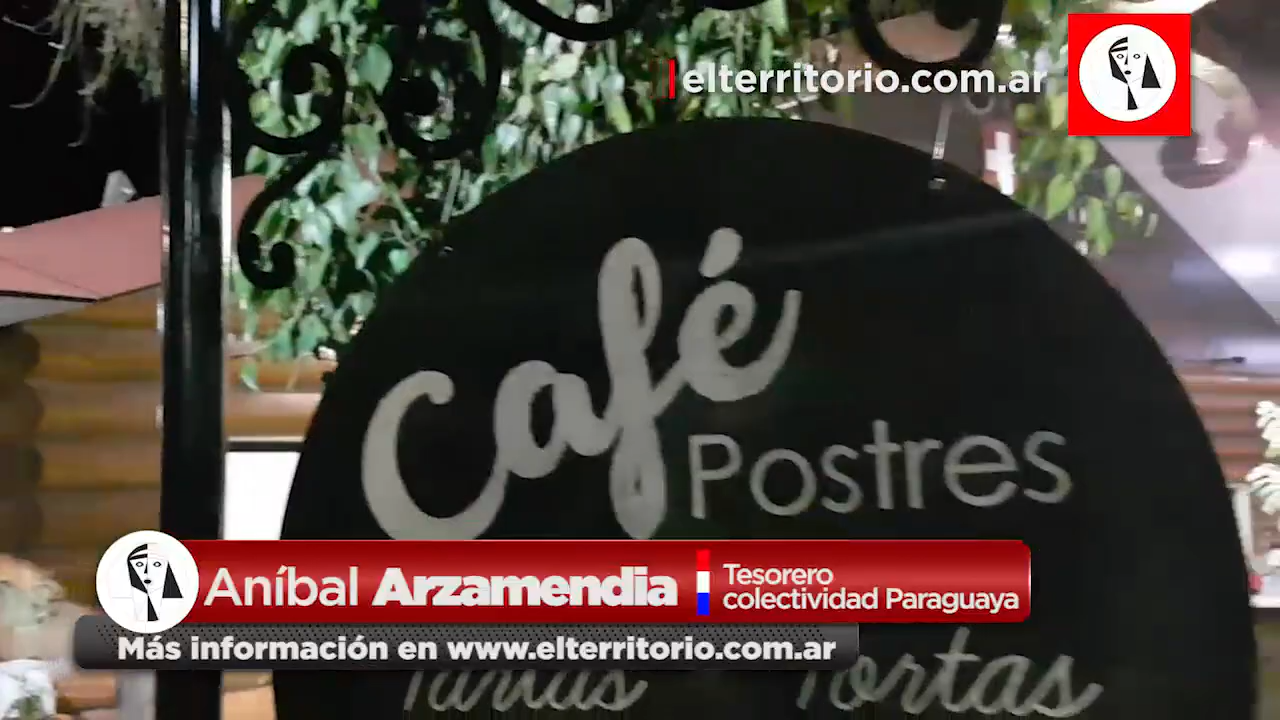 elterritorio.com.ar
Café
Postres
Aníbal Arzamendia
Tesorero
colectividad Paraguaya
Más información en www.elterritorio.com.ar
Tortas